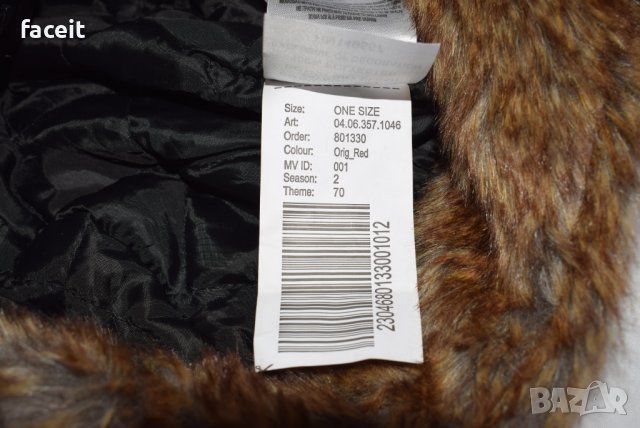 faceit
Size: ONE SIZE
Art: 04.06.357.1046
Order: 801330
Colour: Orig_Red
MV ID: 001
Season: 2
Theme: 70
2304680133001012
BAZAR